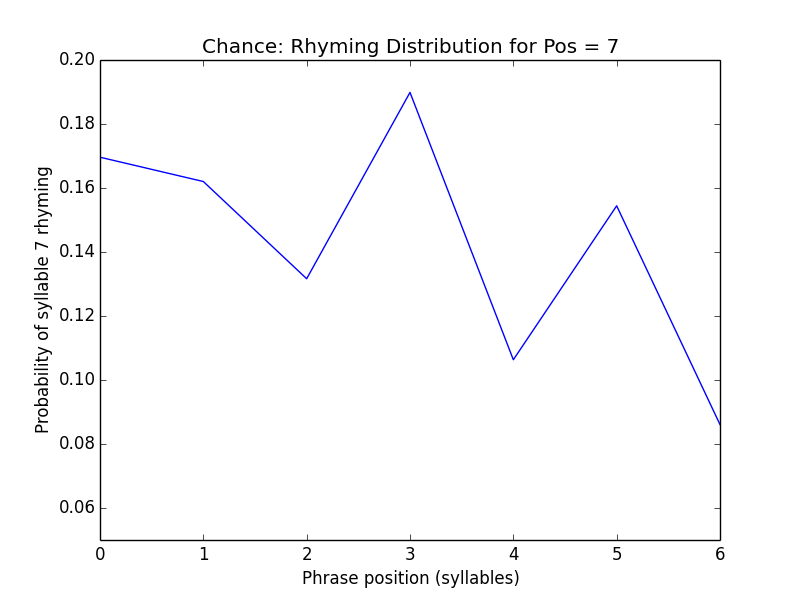 Chance: Rhyming Distribution for Pos = 7
0.20
0.18
0.16
0.14
0.12
0.10
0.08
0.06
Probability of syllable 7 rhyming
0 1 2 3 4 5 6
Phrase position (syllables)